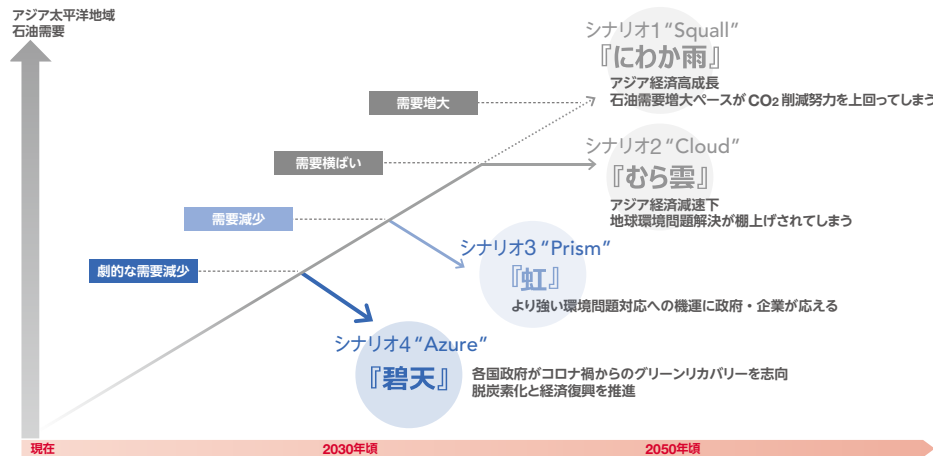 アジア太平洋地域
石油需要
シナリオ1 “Squall”
『にわか雨』
アジア経済高成長
石油需要増大ペースがCO2削減努力を上回ってしまう
需要増大
シナリオ2 “Cloud”
需要横ばい
『むら雲』
アジア経済減速下
地球環境問題解決が棚上げされてしまう
需要減少
シナリオ3 “Prism”
『虹』
より強い環境問題対応への機運に政府・企業が応える
劇的な需要減少
シナリオ4 “Azure”
『碧天』
各国政府がコロナ禍からのグリーンリカバリーを志向
脱炭素化と経済復興を推進
現在
2030年頃
2050年頃